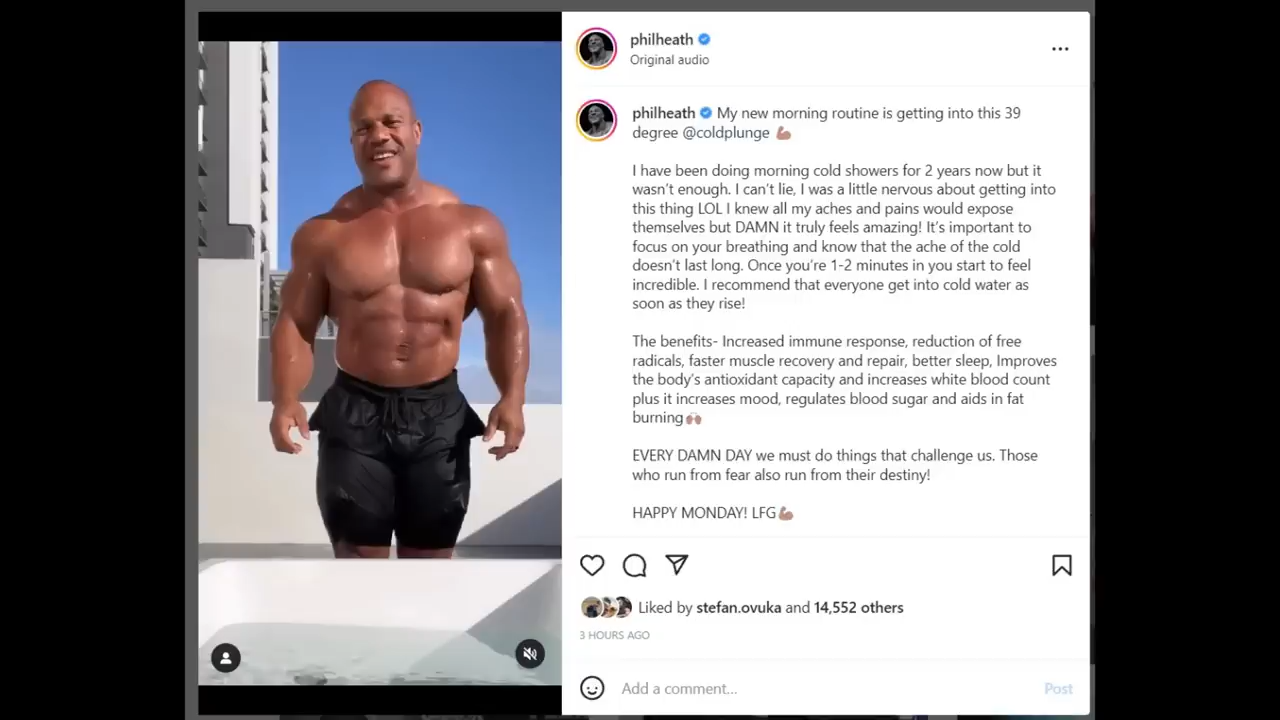 philheath
Original audio
philheath My new morning routine is getting into this 39
degree @coldplunge 💪🏽
I have been doing morning cold showers for 2 years now but it
wasn't enough. I can't lie, I was a little nervous about getting into
this thing LOL I knew all my aches and pains would expose
themselves but DAMN it truly feels amazing! It's important to
focus on your breathing and know that the ache of the cold
doesn't last long. Once you're 1-2 minutes in you start to feel
incredible. I recommend that everyone get into cold water as
soon as they rise!
The benefits- Increased immune response, reduction of free
radicals, faster muscle recovery and repair, better sleep, Improves
the body's antioxidant capacity and increases white blood count
plus it increases mood, regulates blood sugar and aids in fat
burning🙌🏽
EVERY DAMN DAY we must do things that challenge us. Those
who run from fear also run from their destiny!
HAPPY MONDAY! LFG💪🏽
Liked by stefan.ovuka and 14,552 others
3 HOURS AGO
Add a comment...
Post